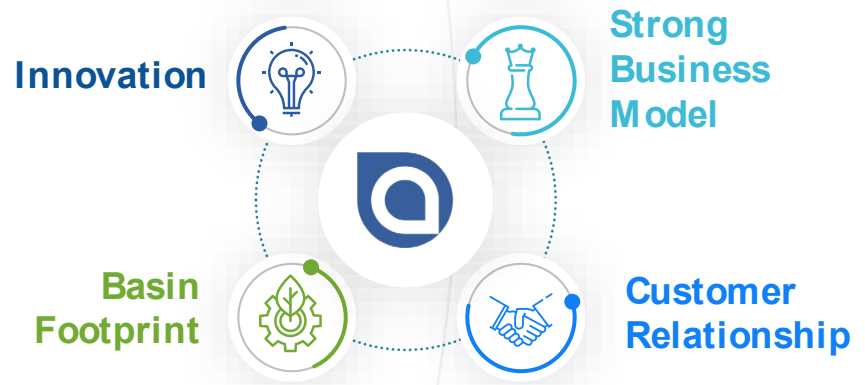 Innovation
Strong
Business
Model
Basin
Footprint
Customer
Relationship